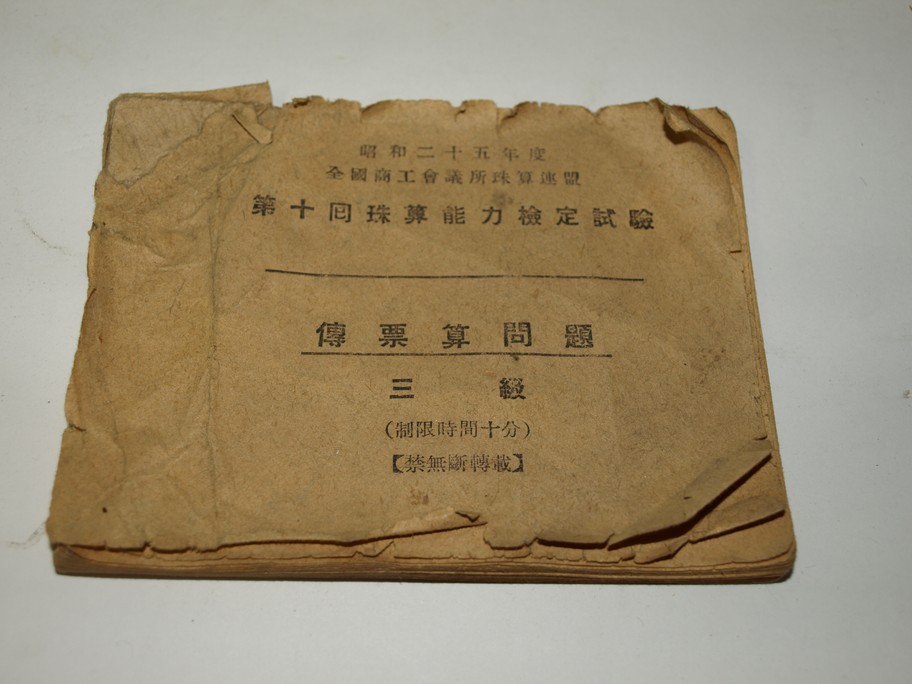 昭和二十五年度
全國商工會議所珠算連盟
第十囘珠算能力檢定試驗
傳票算問題
三級
(制限時間十分)
【禁無斷轉載】